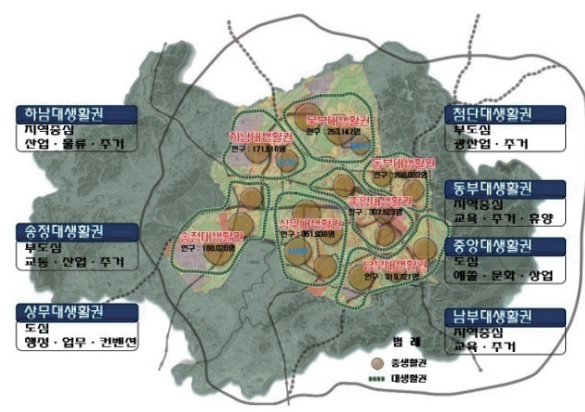 하남대생활권
지역중심
산업·물류·주거
송정대생활권
부도심
교통·산업·주거
상무대생활권
도심
행정·업무·컨벤션
북부대생활권
인구 : 253,147명
하남대생활권
동부대생활권
중앙대생활권
상무대생활권
송정대생활권
남부대생활권
범 례
중생활권
대생활권
첨단대생활권
부도심
광산업·주거
동부대생활권
지역중심
교육·주거·휴양
중앙대생활권
도심
예술·문화·상업
남부대생활권
지역중심
교육·주거